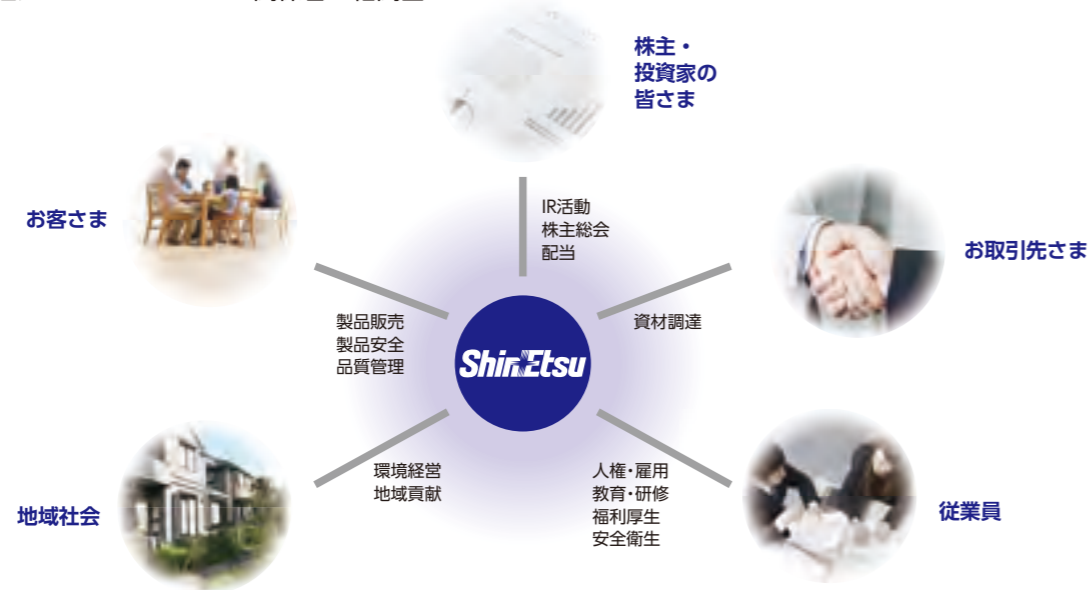 株主・
投資家の
皆さま
お客さま
IR活動
株主総会
配当
お取引先さま
製品販売
製品安全
品質管理
資材調達
ShinEtsu
環境経営
地域貢献
人権・雇用
教育・研修
福利厚生
安全衛生
地域社会
従業員